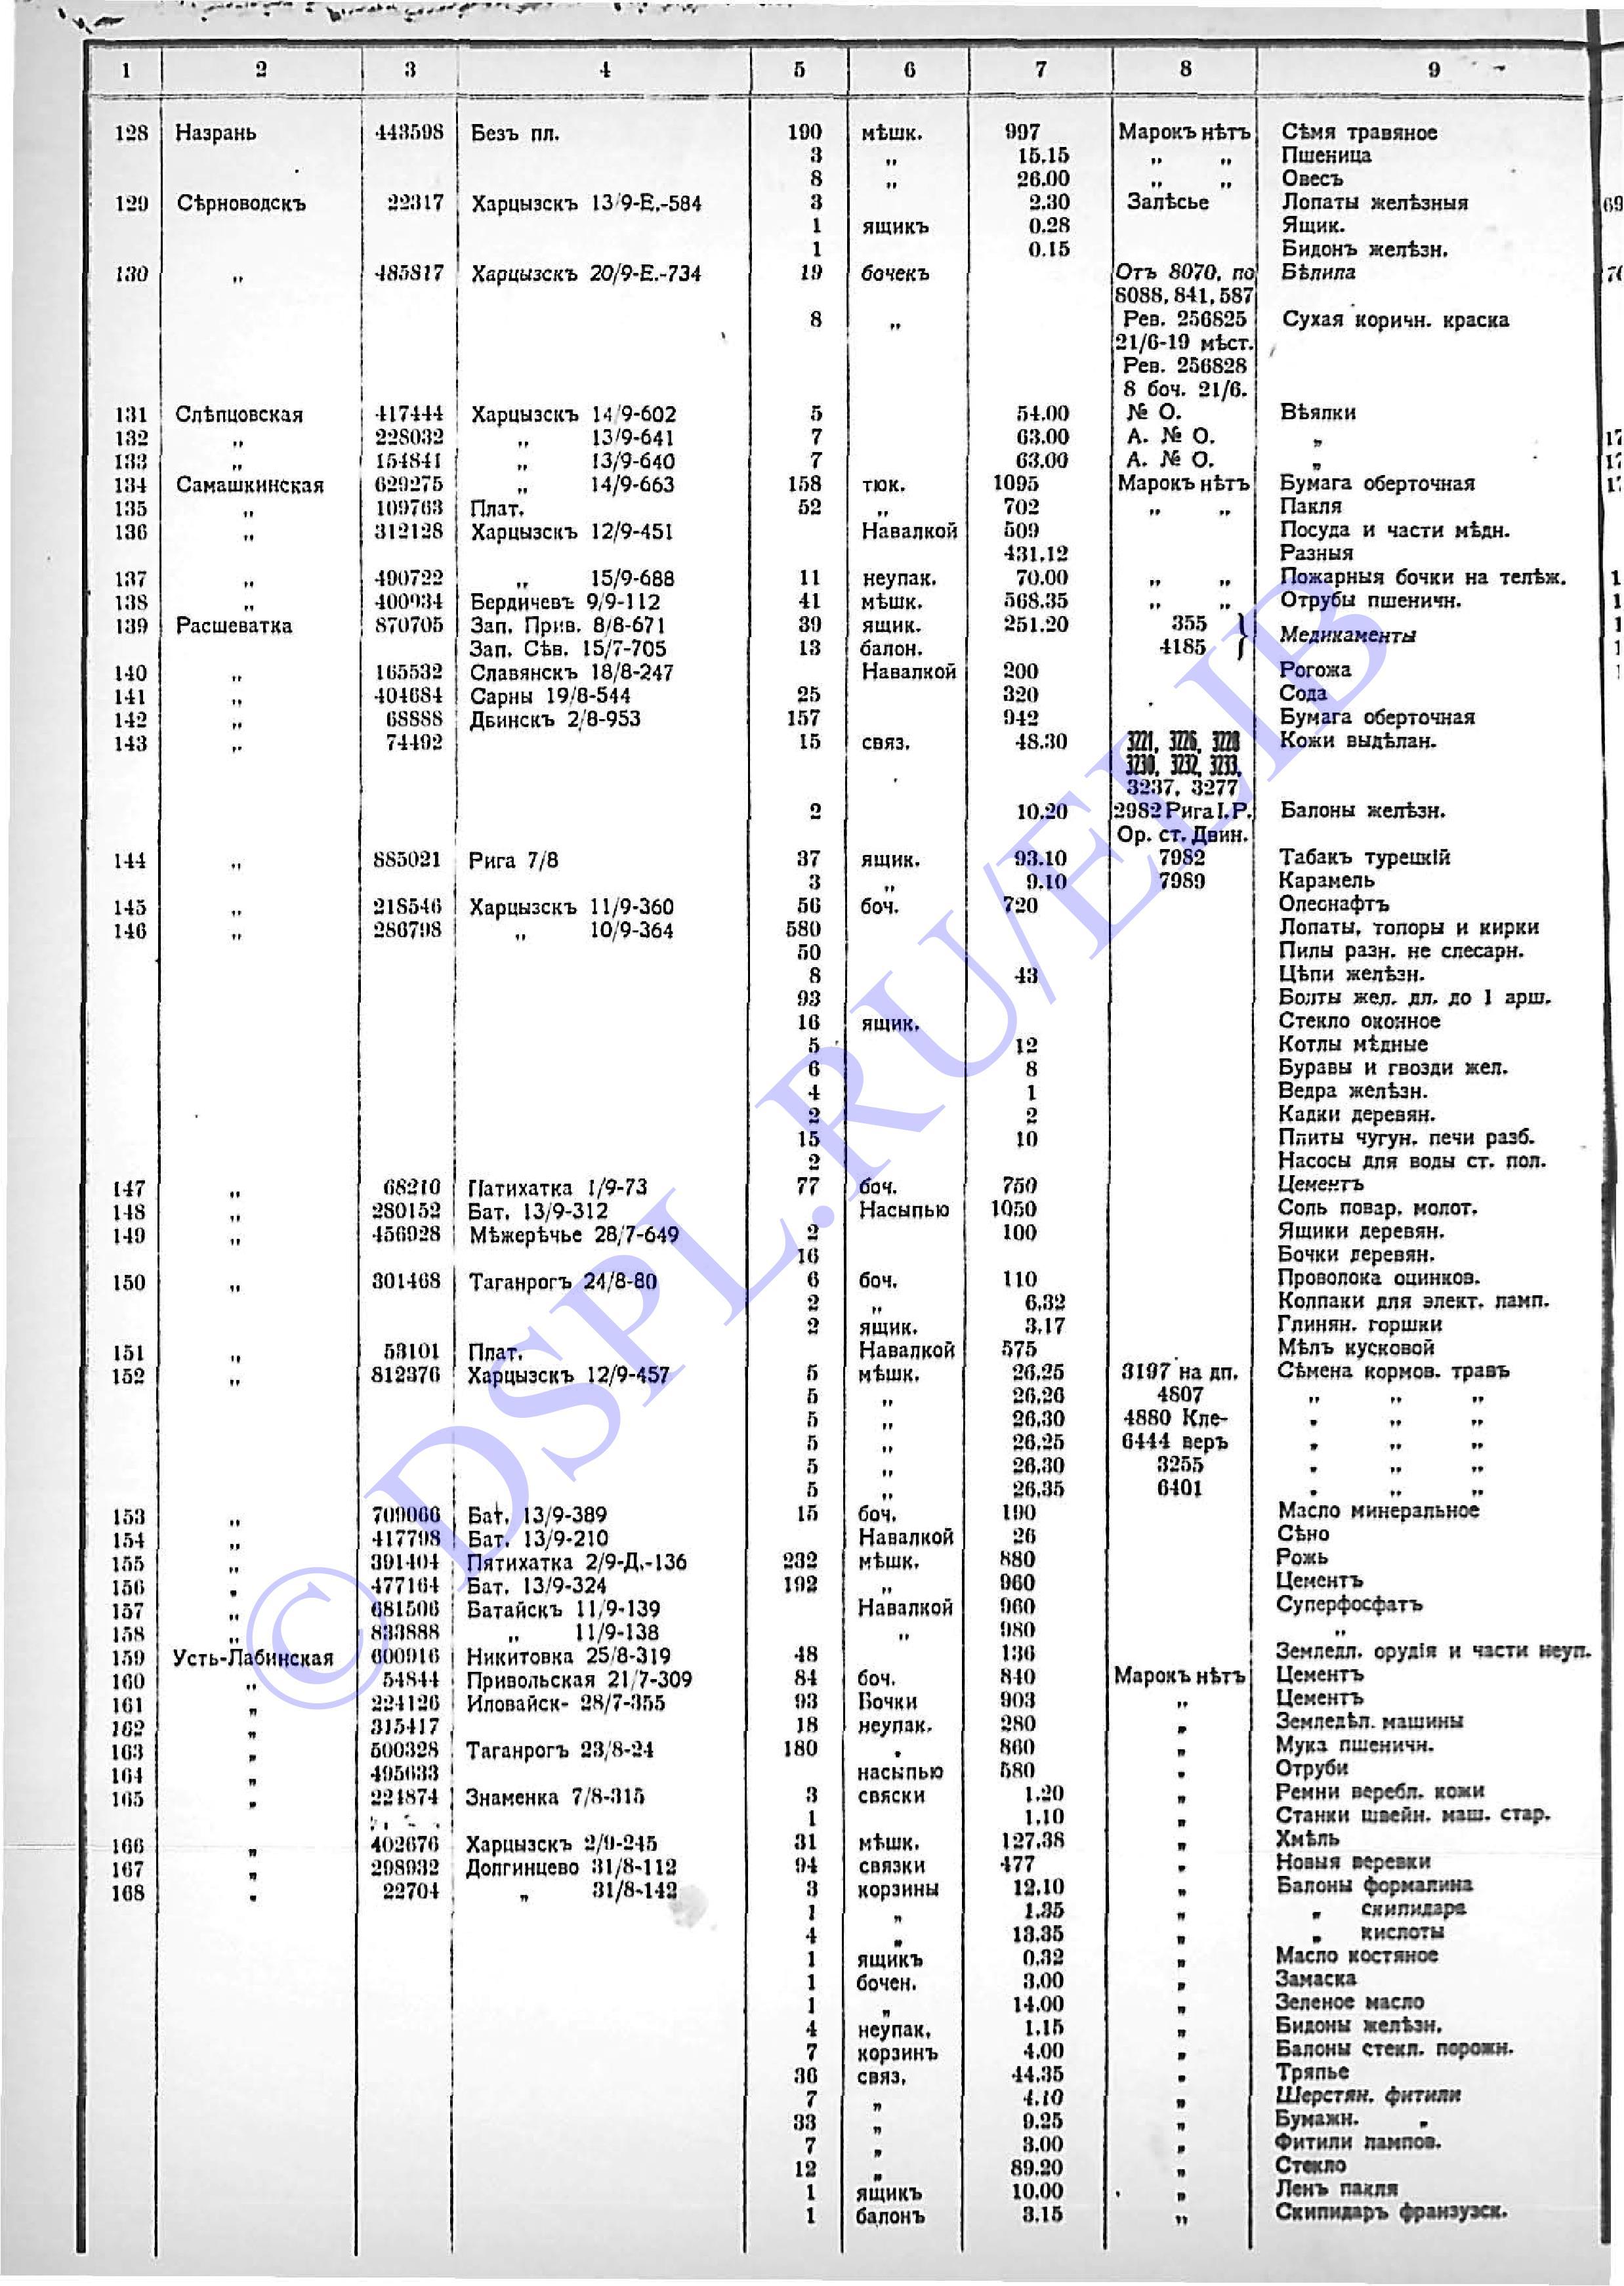 1 2 3 4 5 6 7 8 9
128 Назрань 443598 Безъ пл. 190 мѣшк. 997 Марокъ нѣтъ Сѣмя травяное
3 „ 15.15 „ „ Пшеница
8 „ 26.00 „ „ Овесъ
129 Сѣрноводскъ 22317 Харцызскъ 13/9-Е.-584 3 2.30 Залѣсье Лопаты желѣзныя 69
1 ящикъ 0.28 Ящик.
1 0.15 Бидонъ желѣзн.
130 „ 485817 Харцызскъ 20/9-Е.-734 19 бочекъ Отъ 8070, по Бѣлила
8088, 841, 587
8 „ Рев. 256825 Сухая коричн. краска
21/6-19 мѣст.
Рев. 256828
8 боч. 21/6.
131 Слѣпцовская 417444 Харцызскъ 14/9-602 5 54.00 № О. Вѣялки
132 „ 228032 „ 13/9-641 7 63.00 А. № О. „ 17
133 „ 154841 „ 13/9-640 7 63.00 А. № О. „ 17
134 Самашкинская 629275 „ 14/9-663 158 тюк. 1095 Марокъ нѣтъ Бумага оберточная
135 „ 109763 Плат. 52 „ 702 „ „ Пакля
136 „ 312128 Харцызскъ 12/9-451 Навалкой 509 Посуда и части мѣдн.
431.12 Разныя
137 „ 490722 „ 15/9-688 11 неупак. 70.00 „ „ Пожарныя бочки на телѣж. 1
138 „ 400934 Бердичевъ 9/9-112 41 мѣшк. 568.35 „ „ Отрубы пшеничн. 1
139 Расшеватка 870705 Зап. Прив. 8/8-671 39 ящик. 251.20 355 } Медикаменты 1
Зап. Сѣв. 15/7-705 13 балон. 4185 1
140 „ 165532 Славянскъ 18/8-247 Навалкой 200 Рогожа 1
141 „ 404684 Сарны 19/8-544 25 320 Сода
142 „ 68888 Двинскъ 2/8-953 157 942 Бумага оберточная
143 „ 74492 15 связ. 48.30 3221, 3226, 3228 Кожи выдѣлан.
3230, 3232, 3233,
3237, 3277
2 10.20 2982 Рига I. Р. Балоны желѣзн.
Ор. ст. Двин.
144 „ 885021 Рига 7/8 37 ящик. 93.10 7982 Табакъ турецкій
3 „ 9.10 7989 Карамель
145 „ 218546 Харцызскъ 11/9-360 56 боч. 720 Олеонафтъ
146 „ 286798 „ 10/9-364 580 Лопаты, топоры и кирки
50 Пилы разн. не слесарн.
8 43 Цѣпи желѣзн.
93 Болты жел. дл. до 1 арш.
16 ящик. Стекло оконное
5 12 Котлы мѣдные
6 8 Буравы и гвозди жел.
4 1 Ведра желѣзн.
2 2 Кадки деревян.
15 10 Плиты чугун. печи разб.
2 Насосы для воды ст. пол.
147 „ 68210 Патихатка 1/9-73 77 боч. 750 Цементъ
148 „ 280152 Бат. 13/9-312 Насыпью 1050 Соль повар. молот.
149 „ 456928 Мѣжерѣчье 28/7-649 2 100 Ящики деревян.
16 Бочки деревян.
150 „ 301468 Таганрогъ 24/8-80 6 боч. 110 Проволока оцинков.
2 „ 6.32 Колпаки для элект. ламп.
2 ящик. 3.17 Глинян. горшки
151 „ 53101 Плат. Навалкой 575 Мѣлъ кусковой
152 „ 812376 Харцызскъ 12/9-457 5 мѣшк. 26.25 3197 на дп. Сѣмена кормов. травъ
5 „ 26.26 4807 „ „ „
5 „ 26.30 4880 Кле- „ „ „
5 „ 26.25 6444 веръ „ „ „
5 „ 26.30 3255 „ „ „
5 „ 26.35 6401 „ „ „
153 „ 709066 Бат. 13/9-389 15 боч. 190 Масло минеральное
154 „ 417798 Бат. 13/9-210 Навалкой 26 Сѣно
155 „ 391404 Пятихатка 2/9-Д.-136 232 мѣшк. 880 Рожь
156 „ 477164 Бат. 13/9-324 192 „ 960 Цементъ
157 „ 681506 Батайскъ 11/9-139 Навалкой 960 Суперфосфатъ
158 „ 833888 „ 11/9-138 „ 980 „
159 Усть-Лабинская 600916 Никитовка 25/8-319 48 136 Земледл. орудія и части неуп.
160 „ 54844 Привольская 21/7-309 84 боч. 840 Марокъ нѣтъ Цементъ
161 „ 224126 Иловайск- 28/7-355 93 Бочки 903 „ Цементъ
162 „ 315417 18 неупак. 280 „ Земледѣл. машины
163 „ 500328 Таганрогъ 23/8-24 180 „ 860 „ Мука пшеничн.
164 „ 495633 насыпью 580 „ Отруби
165 „ 224874 Знаменка 7/8-315 3 свяски 1.20 „ Ремни веребл. кожи
1 1.10 „ Станки швейн. маш. стар.
166 „ 402676 Харцызскъ 2/9-245 31 мѣшк. 127.38 „ Хмѣль
167 „ 298932 Долгинцево 31/8-112 94 связки 477 „ Новыя веревки
168 „ 22704 „ 31/8-142 3 корзины 12.10 „ Балоны формалина
1 „ 1.35 „ „ скипидара
4 „ 13.35 „ „ кислоты
1 ящикъ 0.32 „ Масло костяное
1 бочен. 3.00 „ Замаска
1 „ 14.00 „ Зеленое масло
4 неупак. 1.15 „ Бидоны желѣзн.
7 корзинъ 4.00 „ Балоны стекл. порожн.
36 связ. 44.35 „ Тряпье
7 „ 4.10 „ Шерстян. фитили
33 „ 9.25 „ Бумажн. „
7 „ 3.00 „ Фитили лампов.
12 „ 89.20 „ Стекло
1 ящикъ 10.00 „ Ленъ пакля
1 балонъ 3.15 „ Скипидаръ франзузск.
© DSPL.RU/ELIB